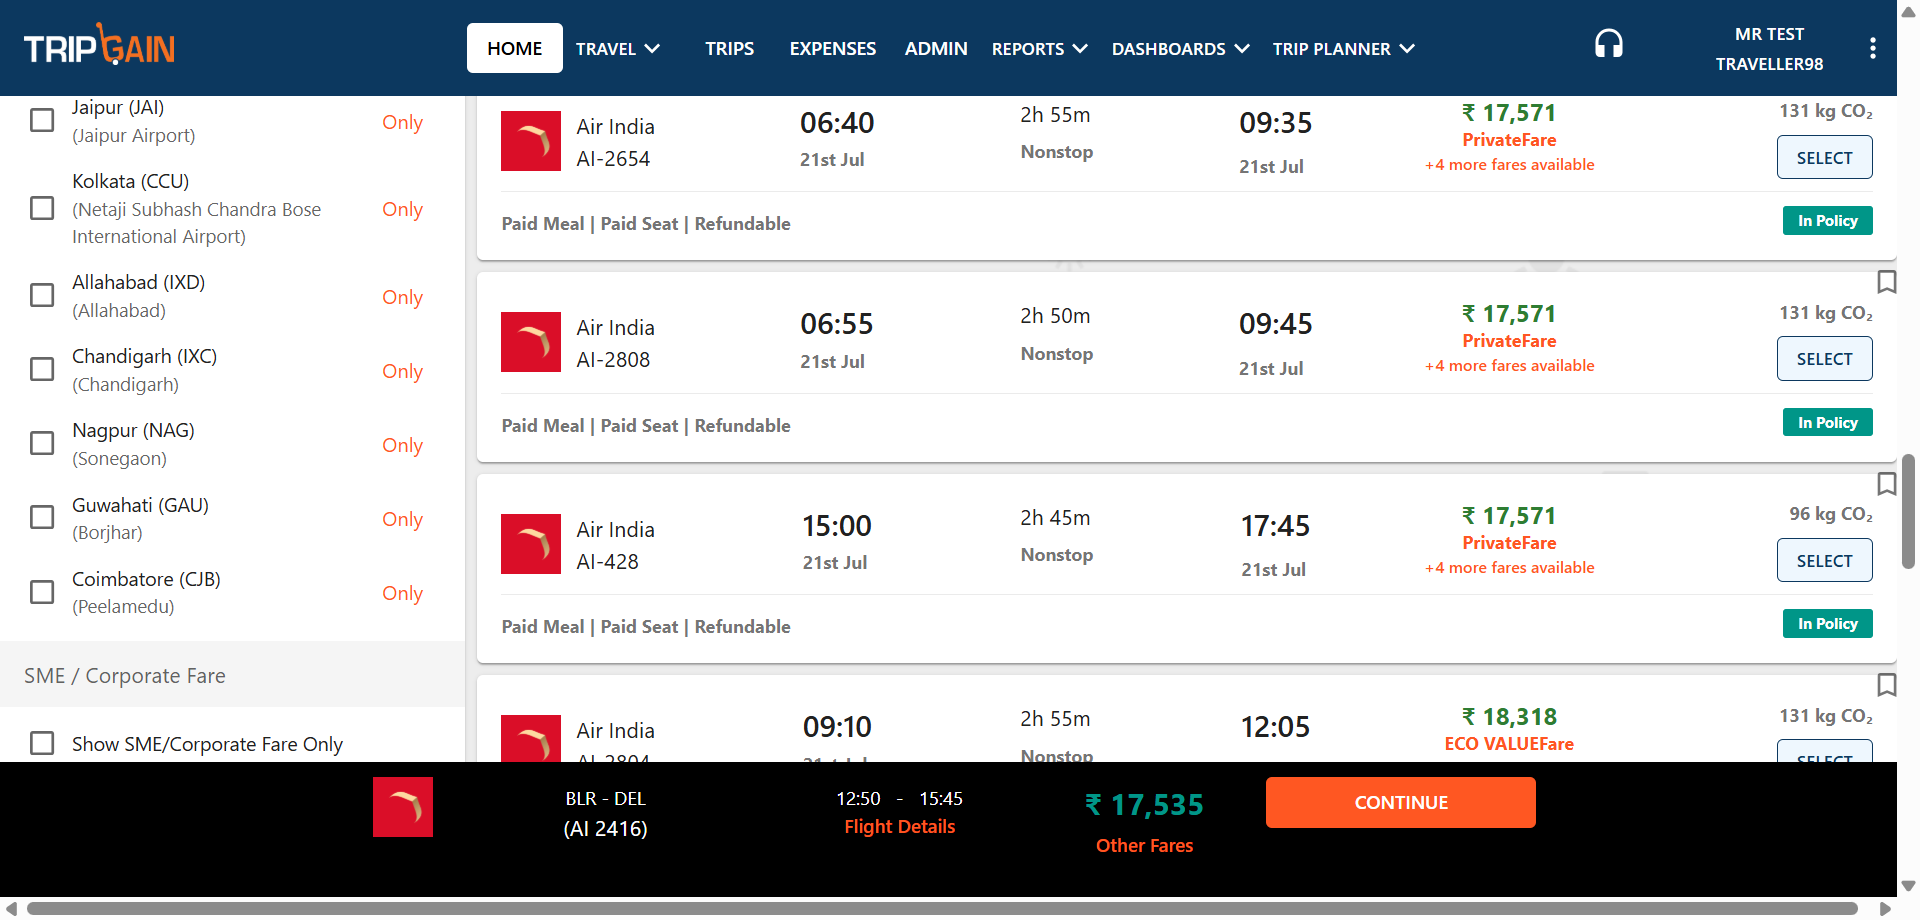 TRIPGAIN
HOME
TRAVEL
TRIPS
EXPENSES
ADMIN
REPORTS
DASHBOARDS
TRIP PLANNER
MR TEST
TRAVELLER98
Jaipur (JAI)
(Jaipur Airport)
Only
Kolkata (CCU)
(Netaji Subhash Chandra Bose
International Airport)
Only
Allahabad (IXD)
(Allahabad)
Only
Chandigarh (IXC)
(Chandigarh)
Only
Nagpur (NAG)
(Sonegaon)
Only
Guwahati (GAU)
(Borjhar)
Only
Coimbatore (CJB)
(Peelamedu)
Only
SME / Corporate Fare
Show SME/Corporate Fare Only
Air India
AI-2654
06:40
21st Jul
2h 55m
Nonstop
09:35
21st Jul
₹ 17,571
PrivateFare
+4 more fares available
131 kg CO₂
SELECT
Paid Meal | Paid Seat | Refundable
In Policy
Air India
AI-2808
06:55
21st Jul
2h 50m
Nonstop
09:45
21st Jul
₹ 17,571
PrivateFare
+4 more fares available
131 kg CO₂
SELECT
Paid Meal | Paid Seat | Refundable
In Policy
Air India
AI-428
15:00
21st Jul
2h 45m
Nonstop
17:45
21st Jul
₹ 17,571
PrivateFare
+4 more fares available
96 kg CO₂
SELECT
Paid Meal | Paid Seat | Refundable
In Policy
Air India
AI-2804
09:10
21st Jul
2h 55m
Nonstop
12:05
₹ 18,318
ECO VALUEFare
131 kg CO₂
SELECT
BLR - DEL
(AI 2416)
12:50 - 15:45
Flight Details
₹ 17,535
Other Fares
CONTINUE